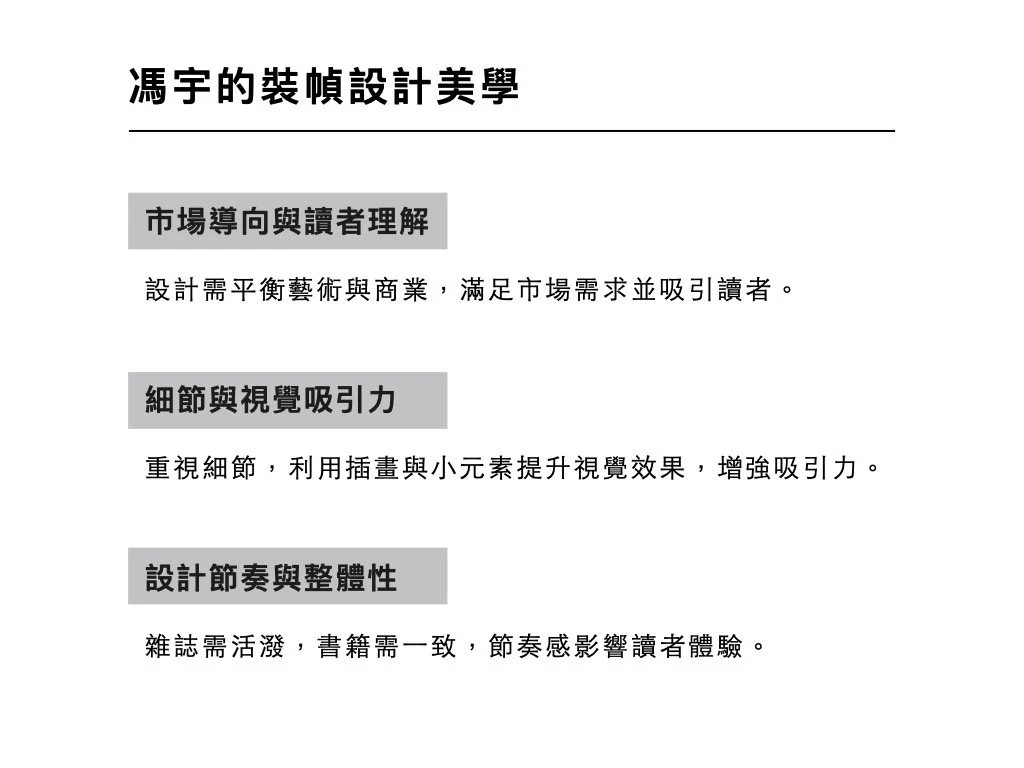 馮宇的裝幀設計美學
市場導向與讀者理解
設計需平衡藝術與商業，滿足市場需求並吸引讀者。
細節與視覺吸引力
重視細節，利用插畫與小元素提升視覺效果，增強吸引力。
設計節奏與整體性
雜誌需活潑，書籍需一致，節奏感影響讀者體驗。